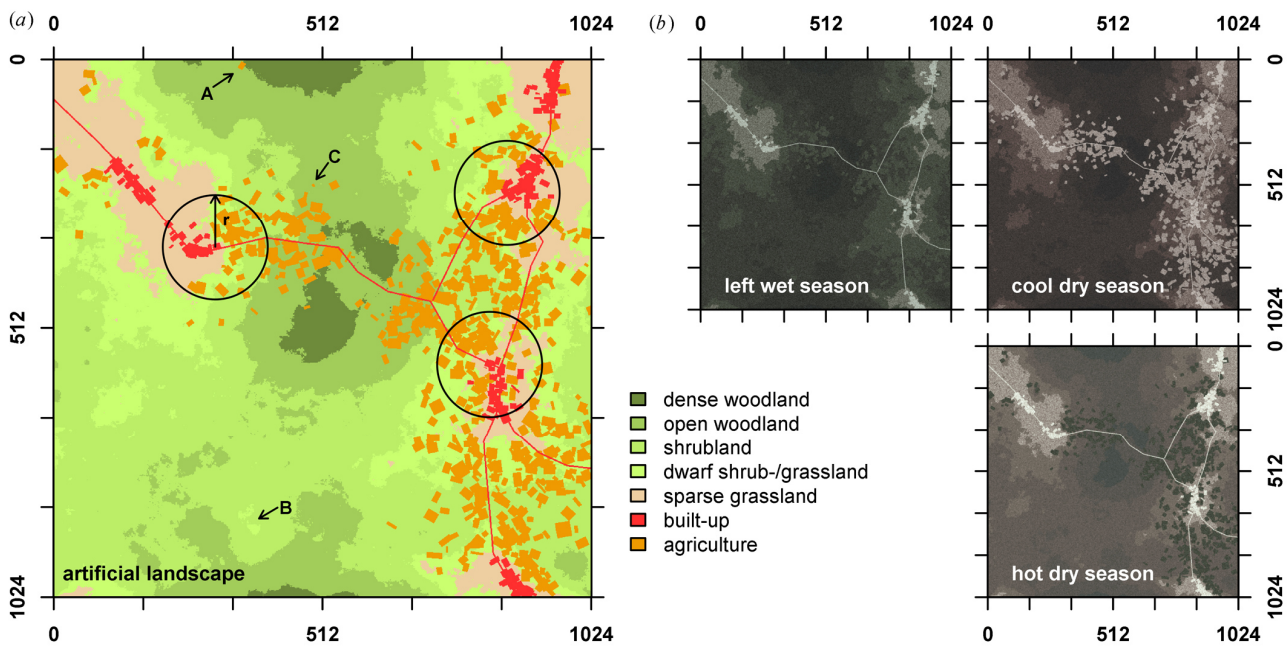 (a) 0 512 1024
(b) 0 512 1024 0 512 1024
0
512
1024
A
C
r
B
artificial landscape
0 512 1024
dense woodland
open woodland
shrubland
dwarf shrub-/grassland
sparse grassland
built-up
agriculture
left wet season
cool dry season
0
512
1024
hot dry season
0
512
1024
0 512 1024